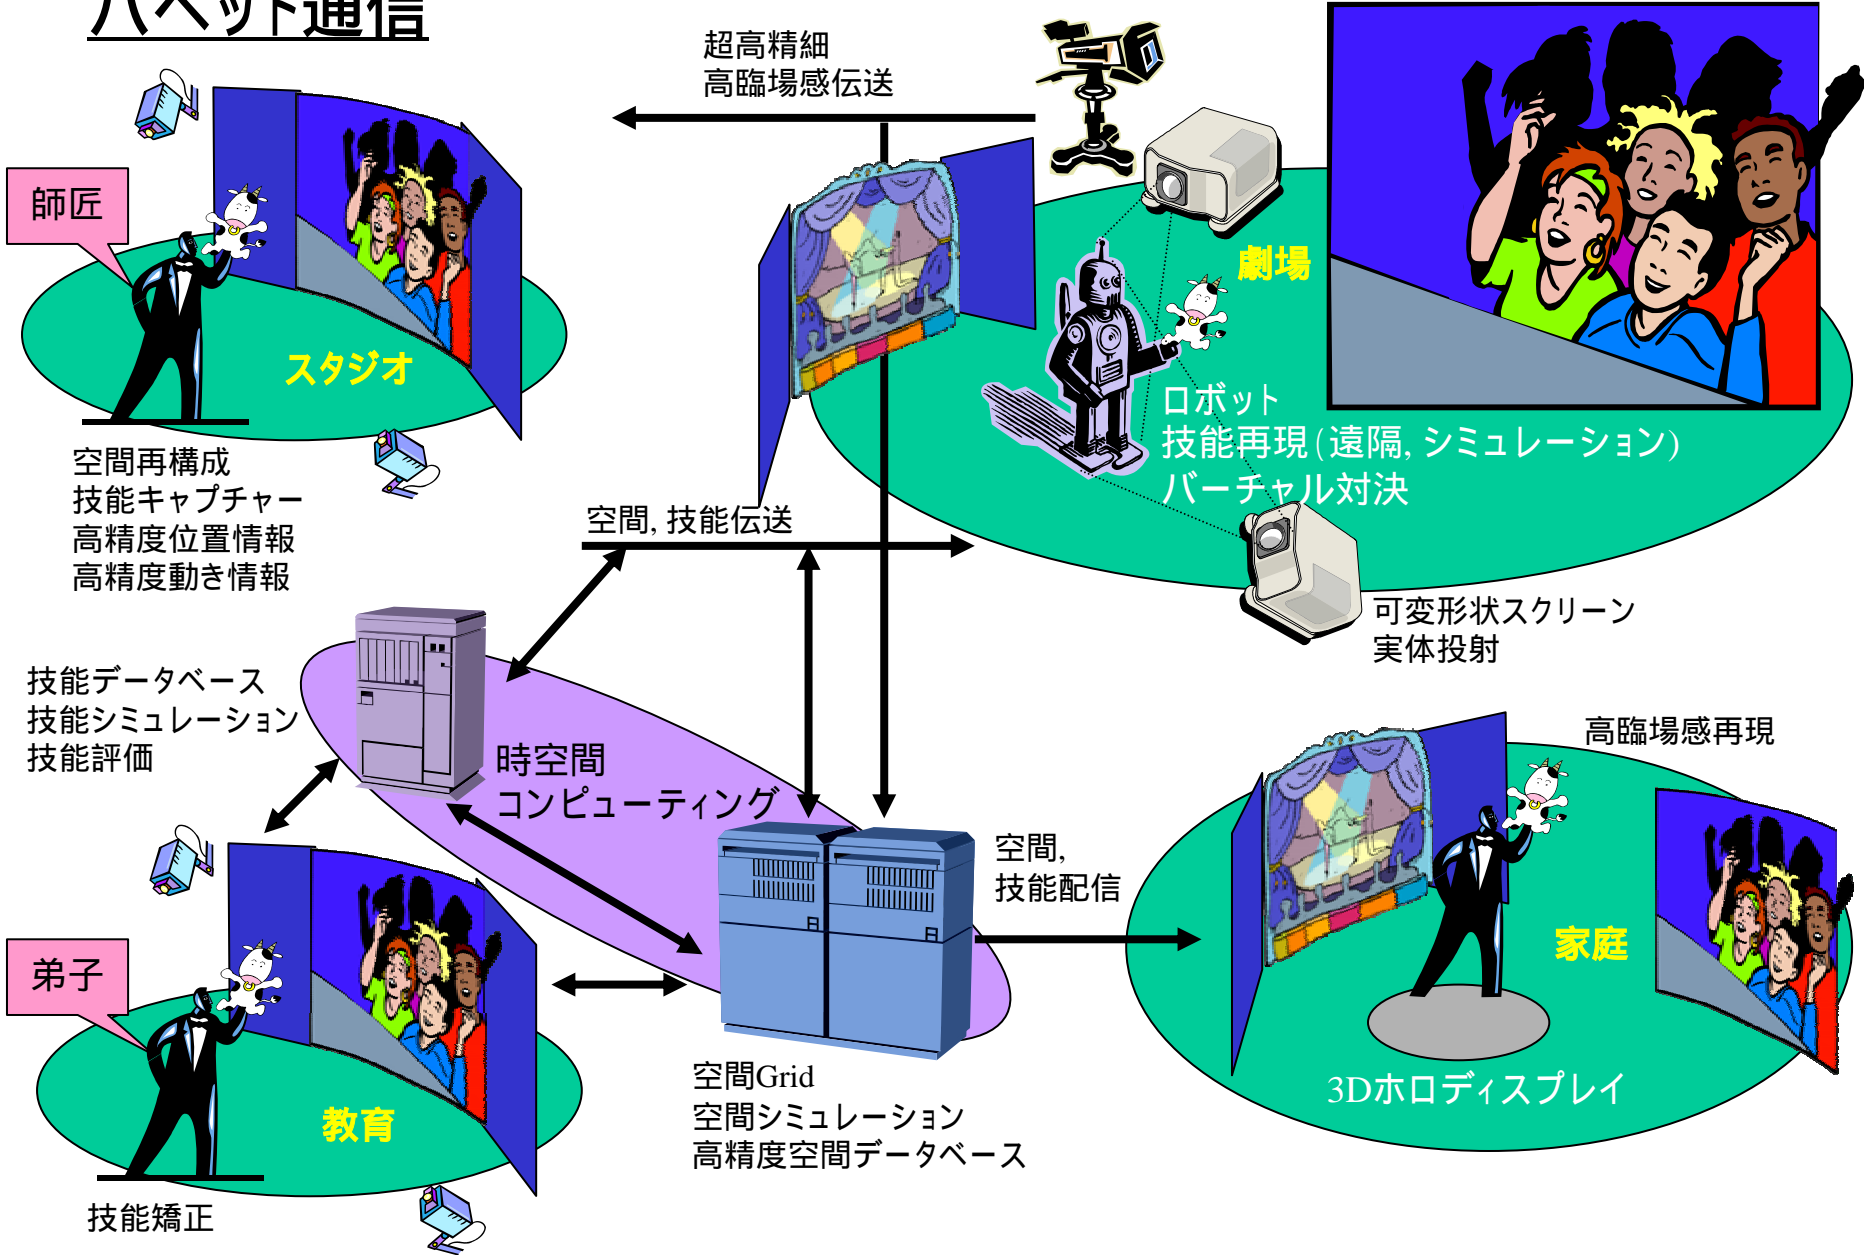 パペット通信
超高精細
高臨場感伝送
師匠
スタジオ
空間再構成
技能キャプチャー
高精度位置情報
高精度動き情報
劇場
ロボット
技能再現(遠隔, シミュレーション)
バーチャル対決
空間, 技能伝送
可変形状スクリーン
実体投射
技能データベース
技能シミュレーション
技能評価
時空間
コンピューティング
高臨場感再現
空間,
技能配信
家庭
3Dホロディスプレイ
弟子
教育
技能矯正
空間Grid
空間シミュレーション
高精度空間データベース